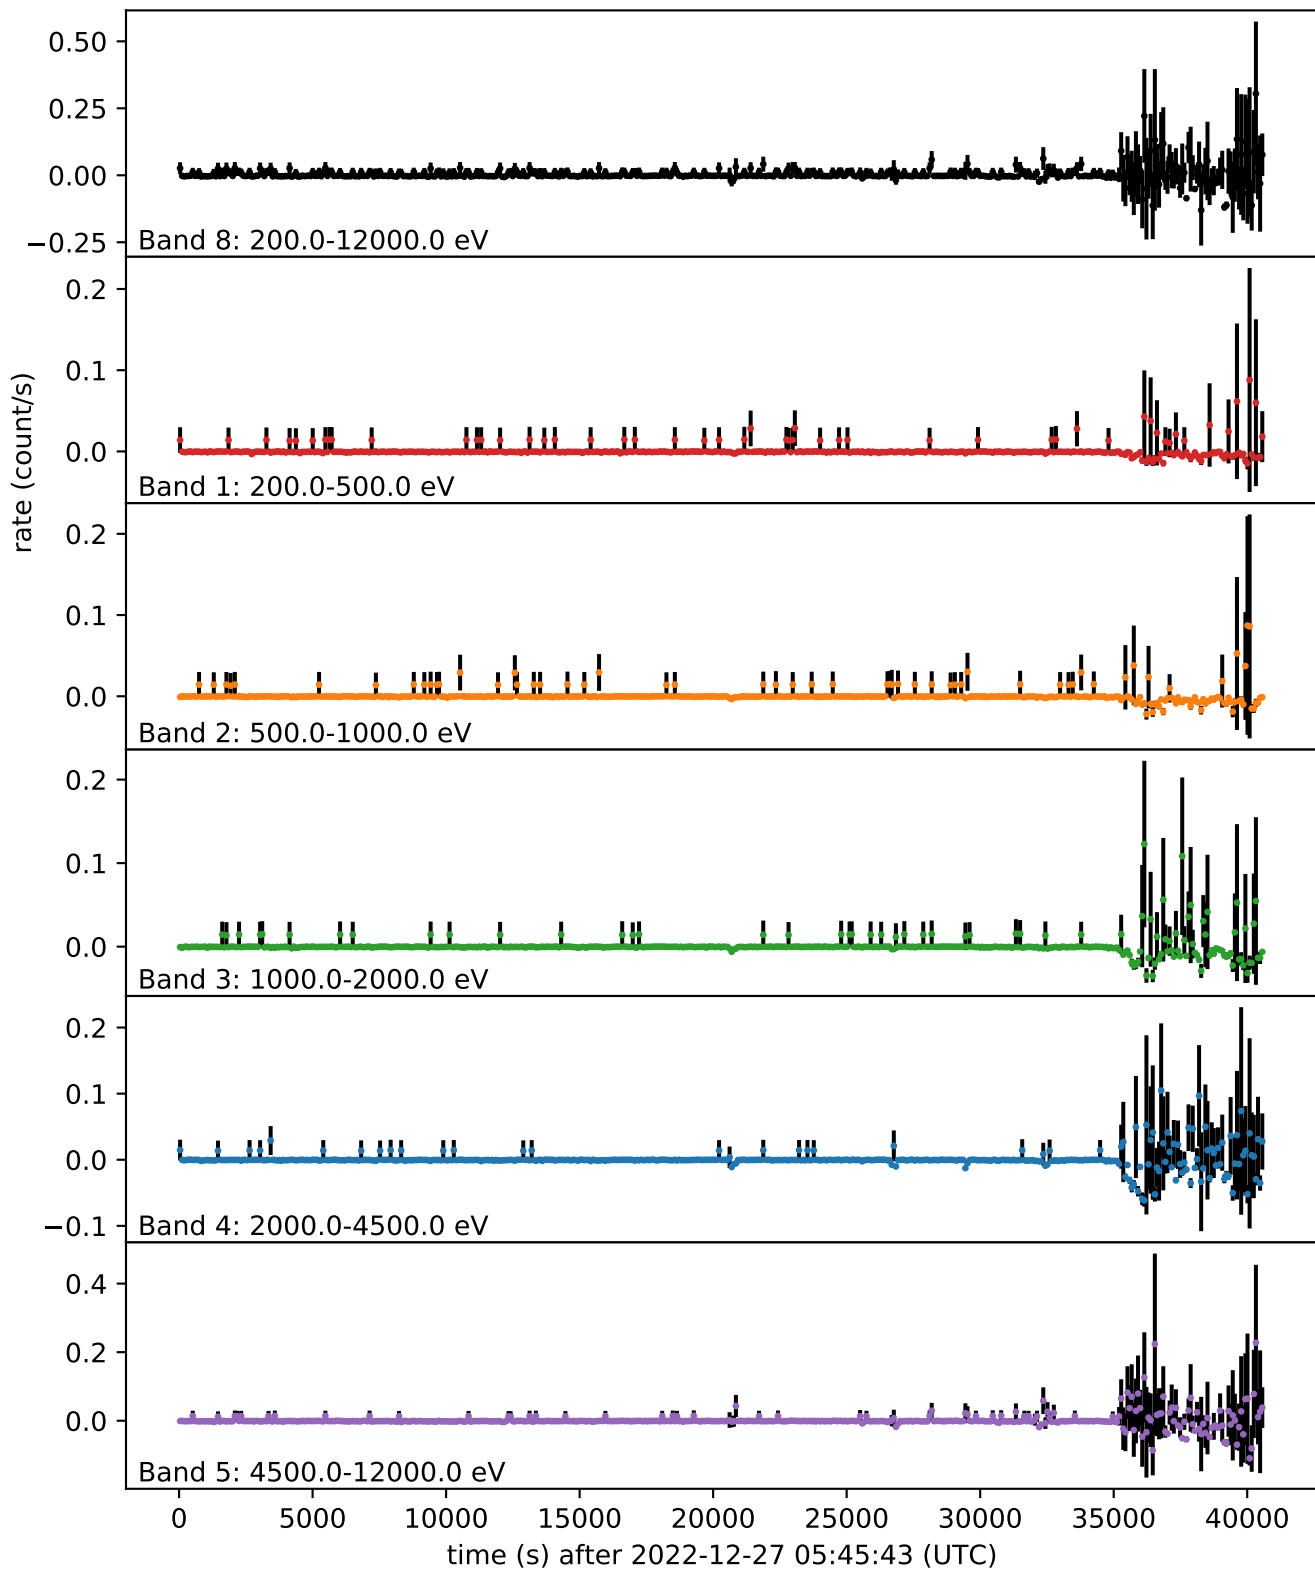 0.50
0.25
0.00
−0.25
Band 8: 200.0-12000.0 eV
0.2
0.1
0.0
Band 1: 200.0-500.0 eV
rate (count/s)
0.2
0.1
0.0
Band 2: 500.0-1000.0 eV
0.2
0.1
0.0
Band 3: 1000.0-2000.0 eV
0.2
0.1
0.0
−0.1
Band 4: 2000.0-4500.0 eV
0.4
0.2
0.0
Band 5: 4500.0-12000.0 eV
0 5000 10000 15000 20000 25000 30000 35000 40000
time (s) after 2022-12-27 05:45:43 (UTC)